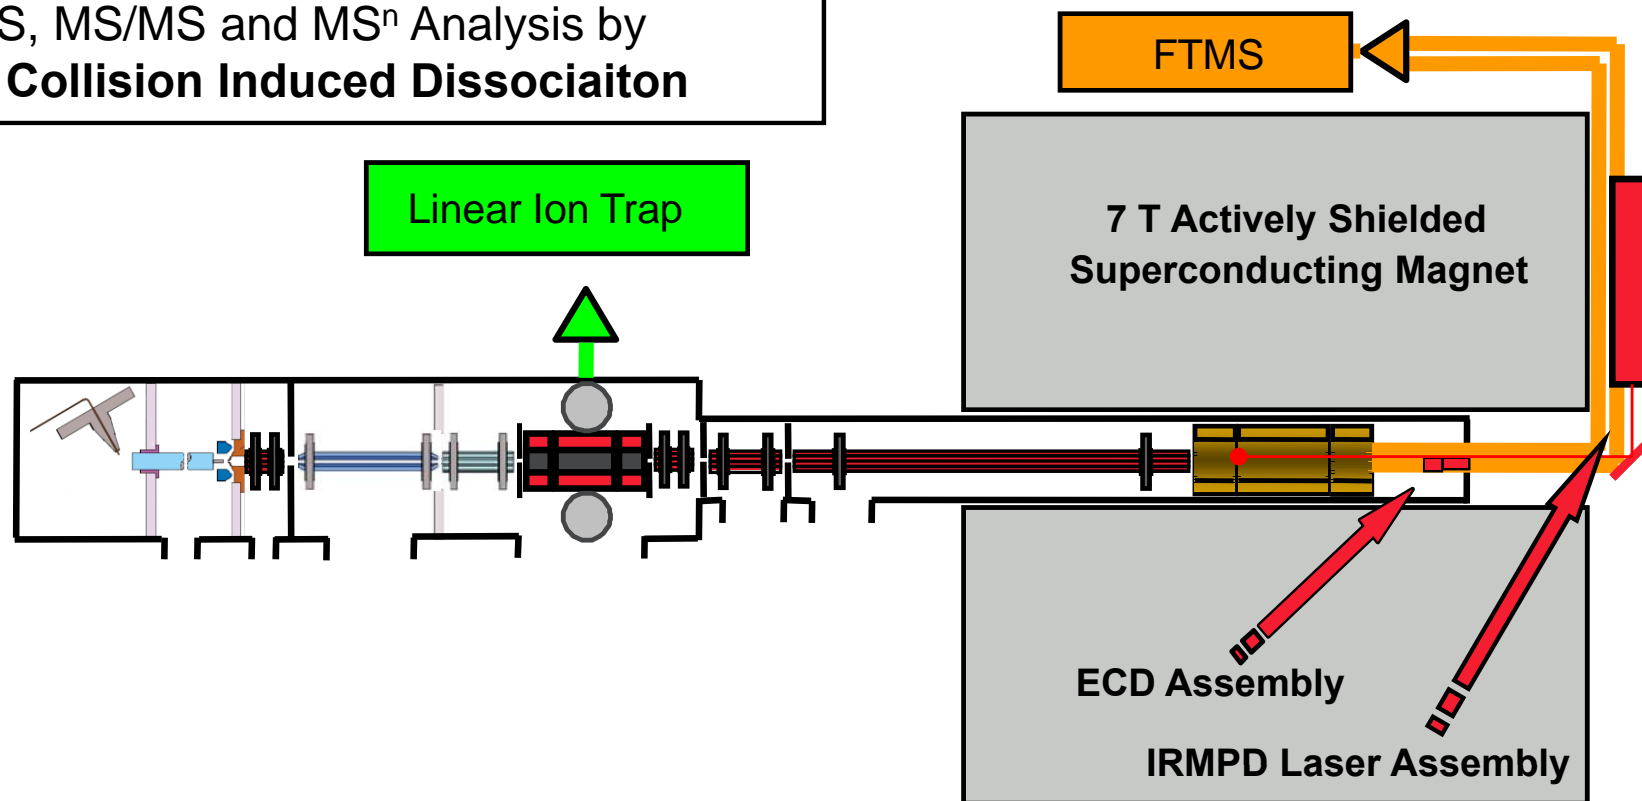 S, MS/MS and MSⁿ Analysis by
Collision Induced Dissociaiton
FTMS
Linear Ion Trap
7 T Actively Shielded
Superconducting Magnet
ECD Assembly
IRMPD Laser Assembly